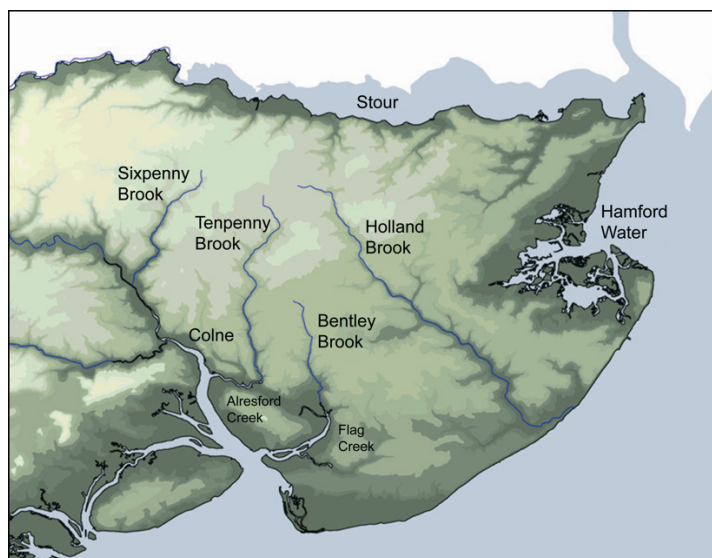 Stour
Sixpenny
Brook
Tenpenny
Brook
Holland
Brook
Hamford
Water
Colne
Bentley
Brook
Alresford
Creek
Flag
Creek